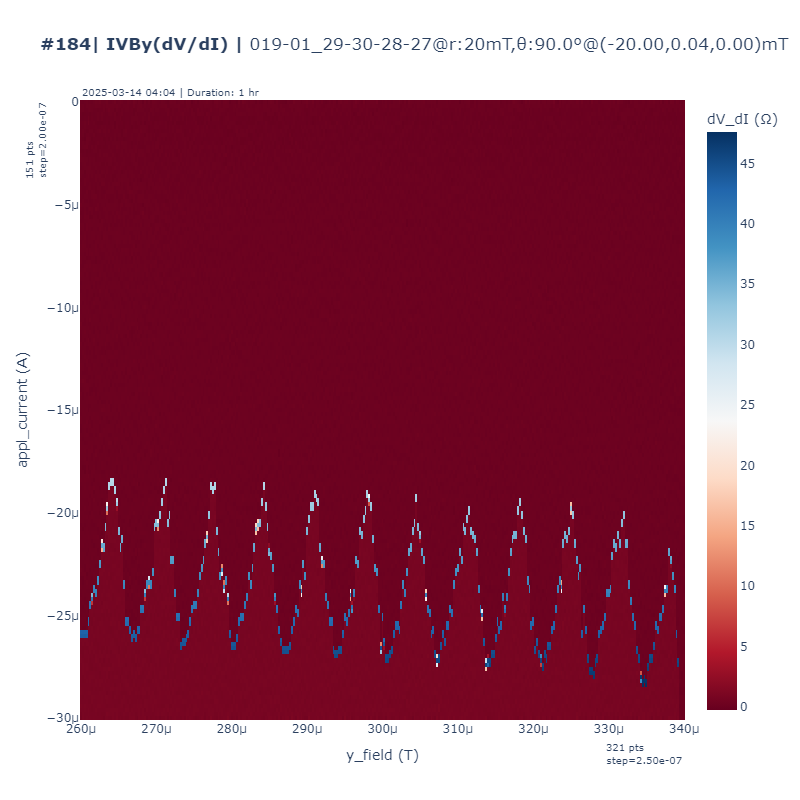 #184| IVBy(dV/dI) | 019-01_29-30-28-27@r:20mT,θ:90.0º@(-20.00,0.04,0.00)mT
2025-03-14 04:04 | Duration: 1 hr
151 pts
step=2.00e-07
appl_current (A)
0
−5μ
−10μ
−15μ
−20μ
−25μ
−30μ
260μ
270μ
280μ
290μ
300μ
310μ
320μ
330μ
340μ
y_field (T)
321 pts
step=2.50e-07
dV_dI (Ω)
45
40
35
30
25
20
15
10
5
0